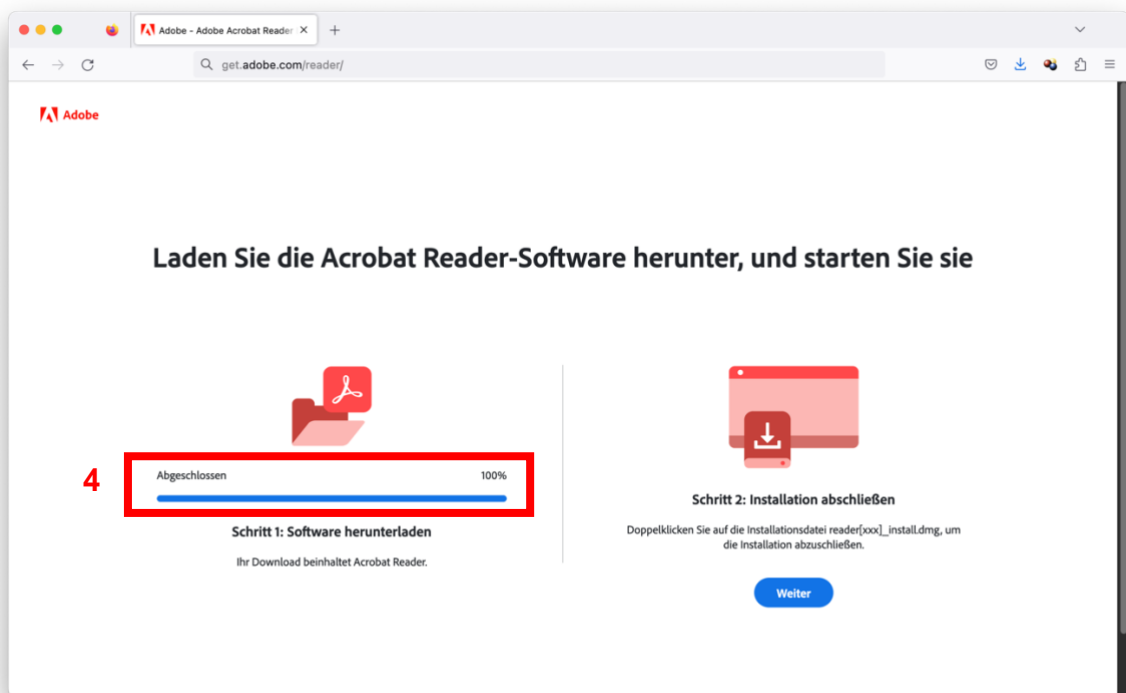 Adobe - Adobe Acrobat Reader
get.adobe.com/reader/
Adobe
Laden Sie die Acrobat Reader-Software herunter, und starten Sie sie
4
Abgeschlossen 100%
Schritt 1: Software herunterladen
Ihr Download beinhaltet Acrobat Reader.
Schritt 2: Installation abschließen
Doppelklicken Sie auf die Installationsdatei reader[xxx]_install.dmg, um
die Installation abzuschließen.
Weiter